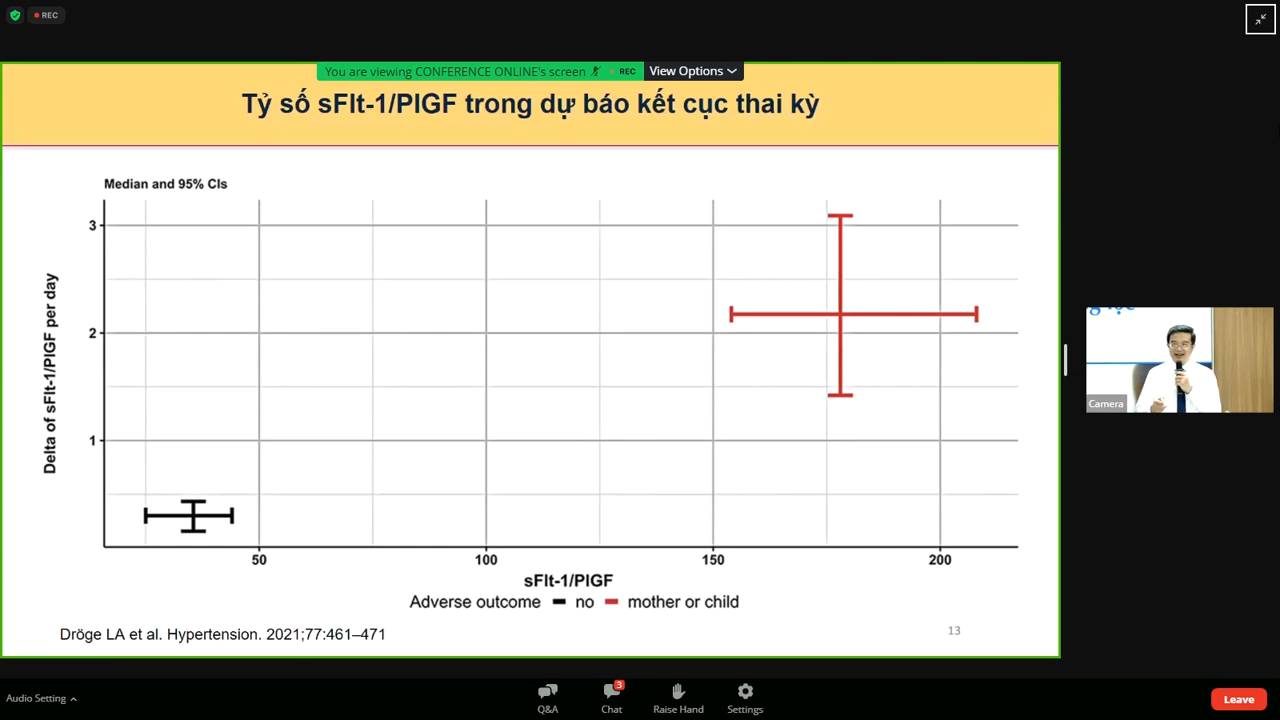 REC
You are viewing CONFERENCE ONLINE's screen REC View Options
Tỷ số sFlt-1/PlGF trong dự báo kết cục thai kỳ
Median and 95% CIs
3
2
1
Delta of sFlt-1/PlGF per day
50 100 150 200
sFlt-1/PlGF
Adverse outcome no mother or child
Dröge LA et al. Hypertension. 2021;77:461–471
13
Camera
Audio Setting
Q&A
3
Chat
Raise Hand
Settings
Leave